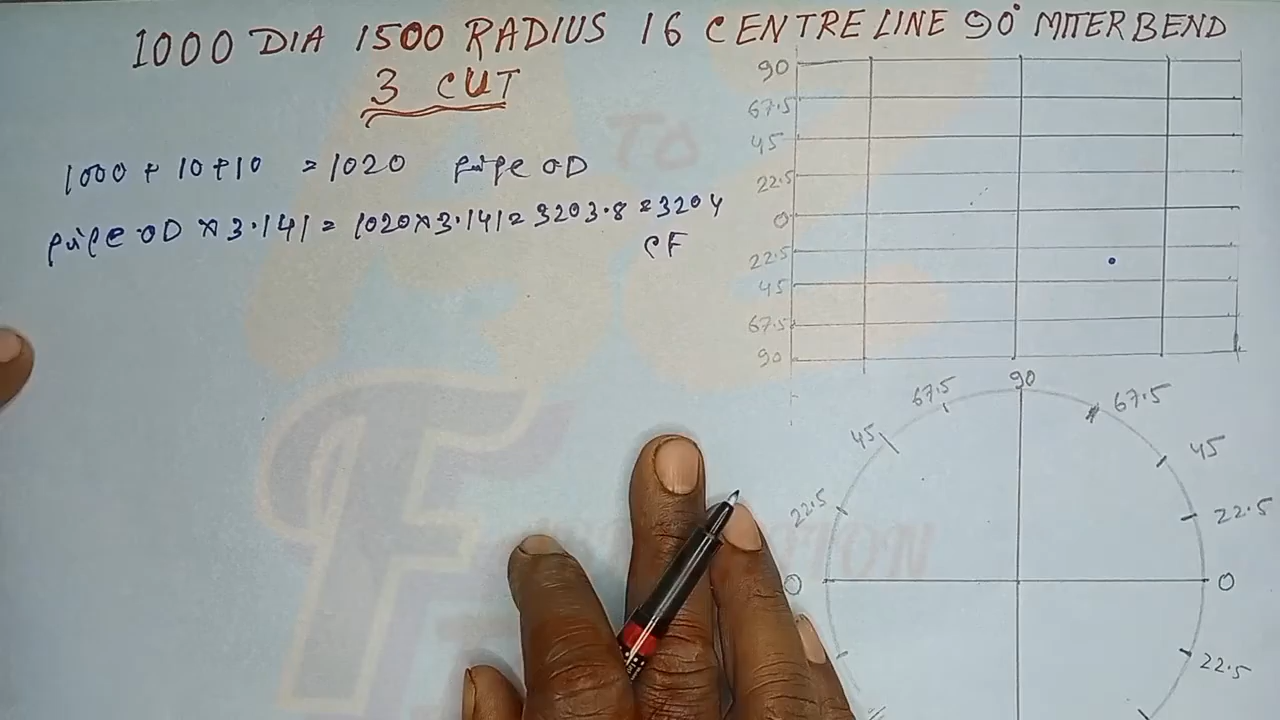 1000 DIA 1500 RADIUS 16 CENTRE LINE 90° MITER BEND
3 CUT
1000 + 10 + 10 = 1020 pipe OD
pipe OD × 3.141 = 1020 × 3.141 = 3203.8 = 3204
CF
90
67.5
45
22.5
0
22.5
45
67.5
90
90
67.5
67.5
45
45
22.5
22.5
0
0
22.5
TO
F